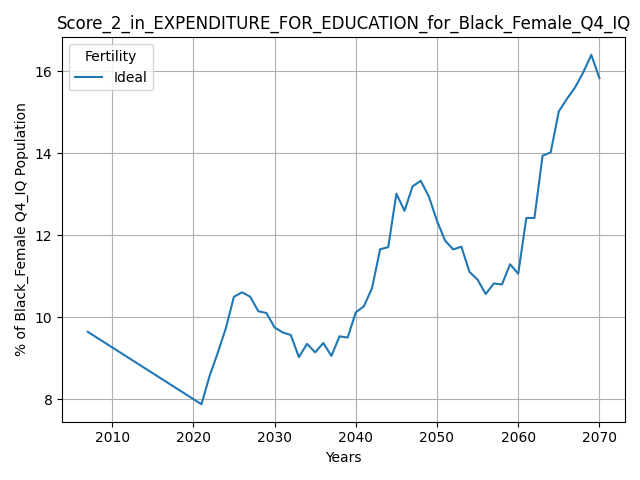 Score_2_in_EXPENDITURE_FOR_EDUCATION_for_Black_Female_Q4_IQ
Fertility
Ideal
% of Black_Female Q4_IQ Population
16
14
12
10
8
2010 2020 2030 2040 2050 2060 2070
Years